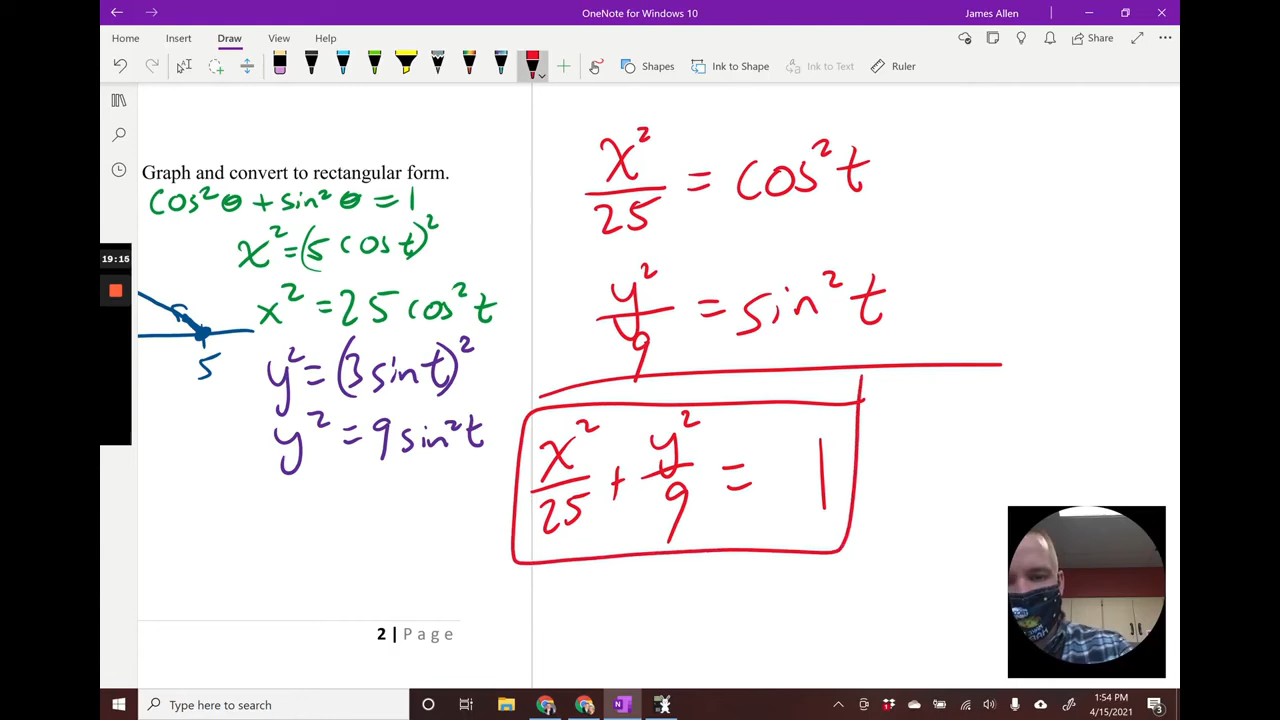 OneNote for Windows 10
James Allen
Home Insert Draw View Help
Share
Shapes Ink to Shape Ink to Text Ruler
Graph and convert to rectangular form.
cos²θ + sin²θ = 1
x² = (5 cos t)²
x² = 25 cos² t
y² = (3 sin t)²
y² = 9 sin² t
5
19:15
2 | Page
x²/25 = cos² t
y²/9 = sin² t
x²/25 + y²/9 = 1
Type here to search
1:54 PM
4/15/2021
3